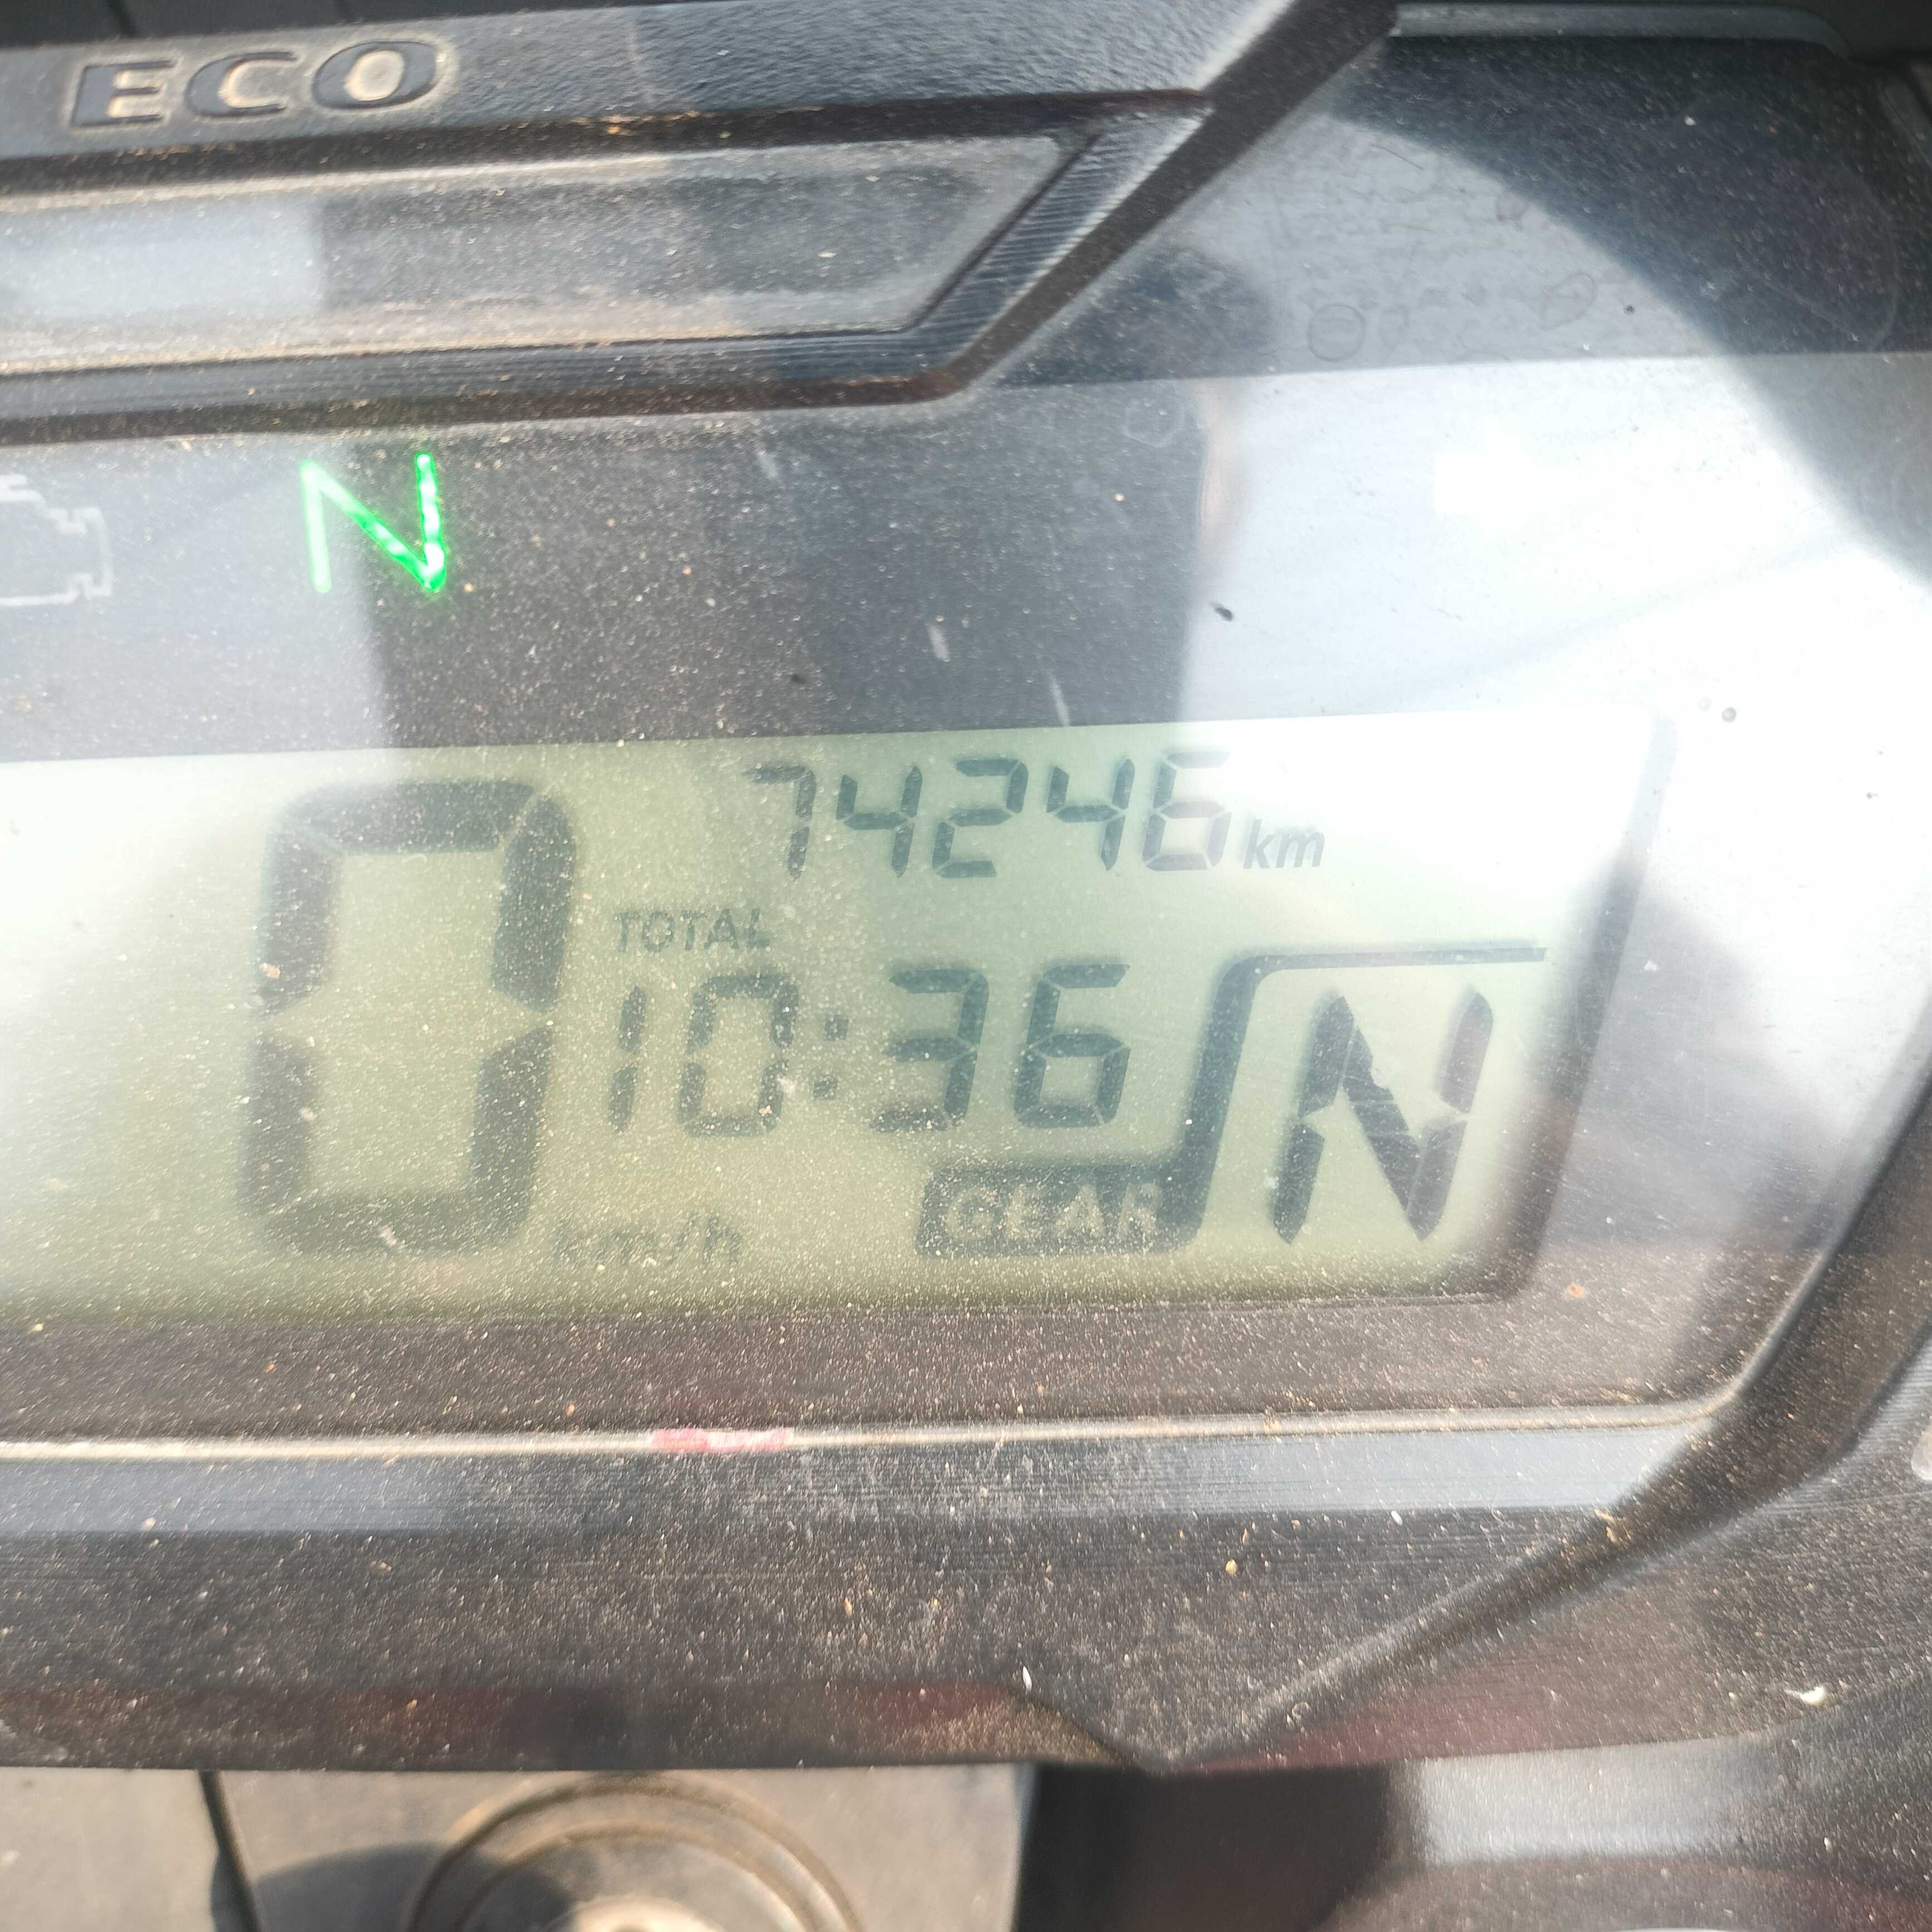 ECO
N
74246 km
TOTAL
0 10:36 N
km/h GEAR